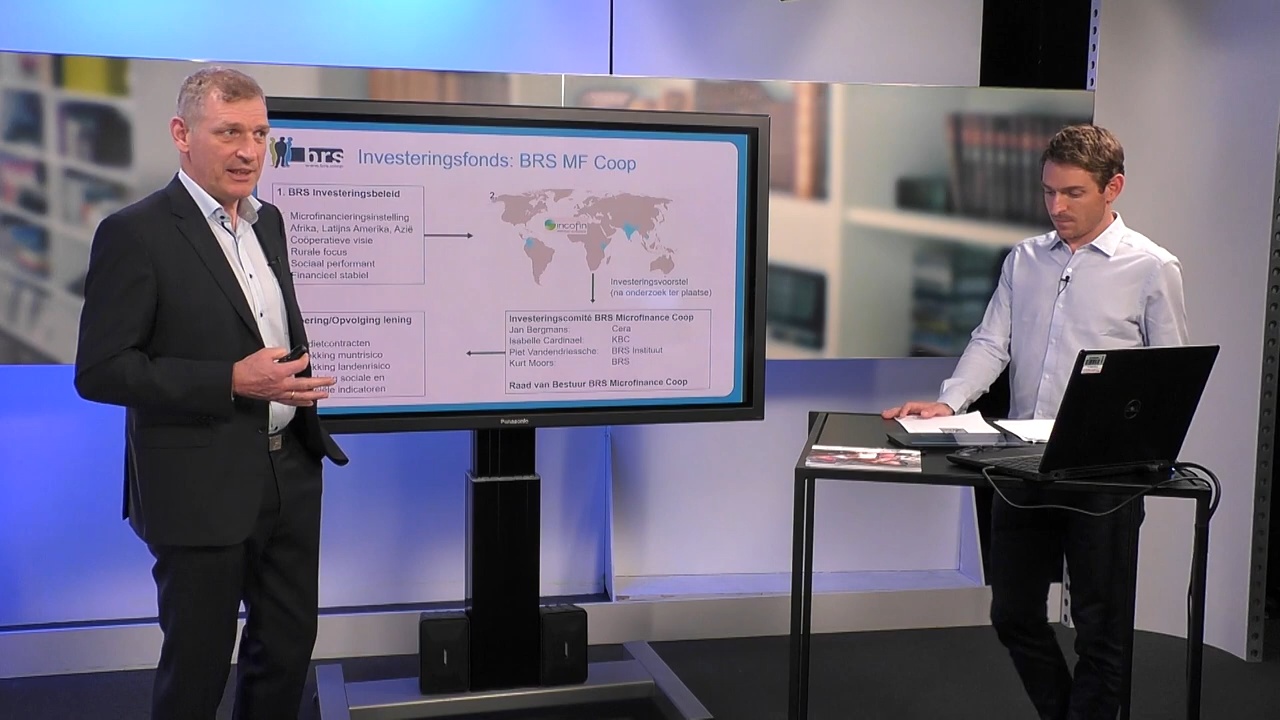 brs
Investeringsfonds: BRS MF Coop
1. BRS Investeringsbeleid
Microfinancieringsinstelling
Afrika, Latijns Amerika, Azië
Coöperatieve visie
Rurale focus
Sociaal performant
Financieel stabiel
2.
incofin
Investeringsvoorstel
(na onderzoek ter plaatse)
Investeringscomité BRS Microfinance Coop
Jan Bergmans: Cera
Isabelle Cardinael: KBC
Piet Vandendriessche: BRS Instituut
Kurt Moors: BRS
Raad van Bestuur BRS Microfinance Coop
ering/Opvolging lening
dietcontracten
kking muntrisico
kking landenrisico
sociale en
ele indicatoren
Panasonic